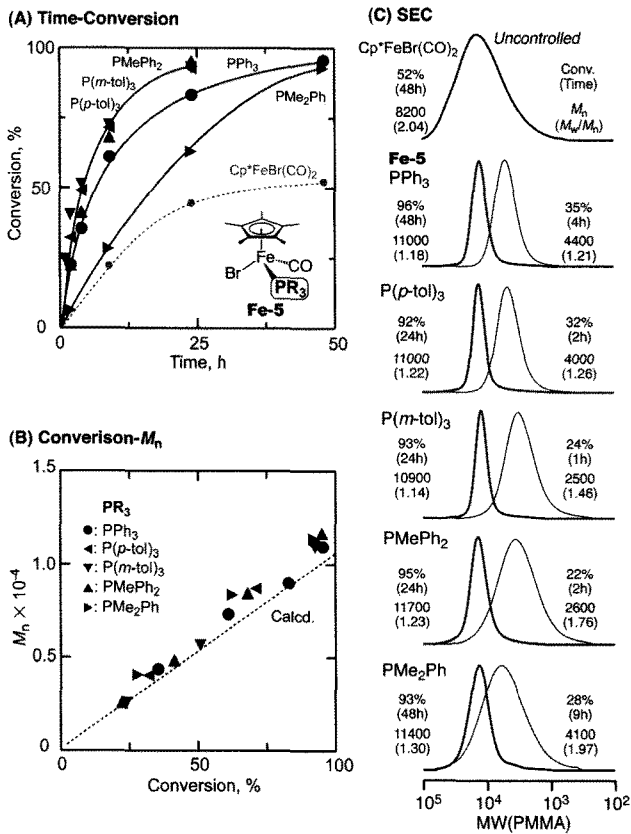 (A) Time-Conversion
100
50
0
Conversion, %
PMePh2
P(m-tol)3
P(p-tol)3
PPh3
PMe2Ph
Cp*FeBr(CO)2
Fe
Br
CO
PR3
Fe-5
0
25
50
Time, h
(B) Converison-Mn
1.5
1.0
0.5
0
Mn × 10-4
PR3
●: PPh3
◀: P(p-tol)3
▼: P(m-tol)3
▲: PMePh2
▶: PMe2Ph
Calcd.
0
50
100
Conversion, %
(C) SEC
Cp*FeBr(CO)2
Uncontrolled
52%
(48h)
8200
(2.04)
Conv.
(Time)
Mn
(Mw/Mn)
Fe-5
PPh3
96%
(48h)
11000
(1.18)
35%
(4h)
4400
(1.21)
P(p-tol)3
92%
(24h)
11000
(1.22)
32%
(2h)
4000
(1.26)
P(m-tol)3
93%
(24h)
10900
(1.14)
24%
(1h)
2500
(1.46)
PMePh2
95%
(24h)
11700
(1.23)
22%
(2h)
2600
(1.76)
PMe2Ph
93%
(48h)
11400
(1.30)
28%
(9h)
4100
(1.97)
105
104
103
102
MW(PMMA)